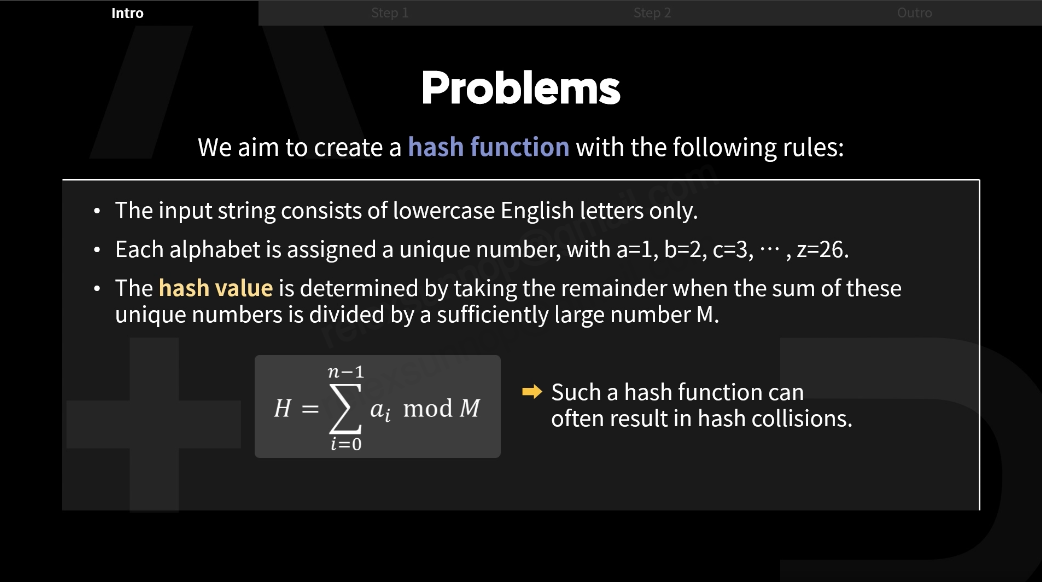 Intro Step 1 Step 2 Outro
Problems
We aim to create a hash function with the following rules:
• The input string consists of lowercase English letters only.
• Each alphabet is assigned a unique number, with a=1, b=2, c=3, ⋯ , z=26.
• The hash value is determined by taking the remainder when the sum of these
unique numbers is divided by a sufficiently large number M.
n−1
H = ∑ aᵢ mod M
i=0
➡ Such a hash function can
often result in hash collisions.